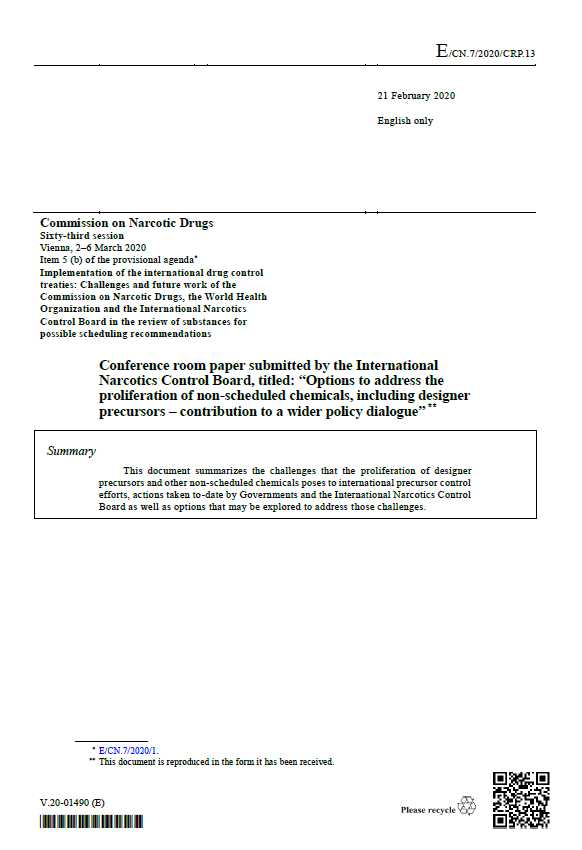 E/CN.7/2020/CRP.13
21 February 2020
English only
Commission on Narcotic Drugs
Sixty-third session
Vienna, 2–6 March 2020
Item 5 (b) of the provisional agenda*
Implementation of the international drug control
treaties: Challenges and future work of the
Commission on Narcotic Drugs, the World Health
Organization and the International Narcotics
Control Board in the review of substances for
possible scheduling recommendations
Conference room paper submitted by the International
Narcotics Control Board, titled: “Options to address the
proliferation of non-scheduled chemicals, including designer
precursors – contribution to a wider policy dialogue”**
Summary
This document summarizes the challenges that the proliferation of designer
precursors and other non-scheduled chemicals poses to international precursor control
efforts, actions taken to-date by Governments and the International Narcotics Control
Board as well as options that may be explored to address those challenges.
* E/CN.7/2020/1.
** This document is reproduced in the form it has been received.
V.20-01490 (E)
Please recycle